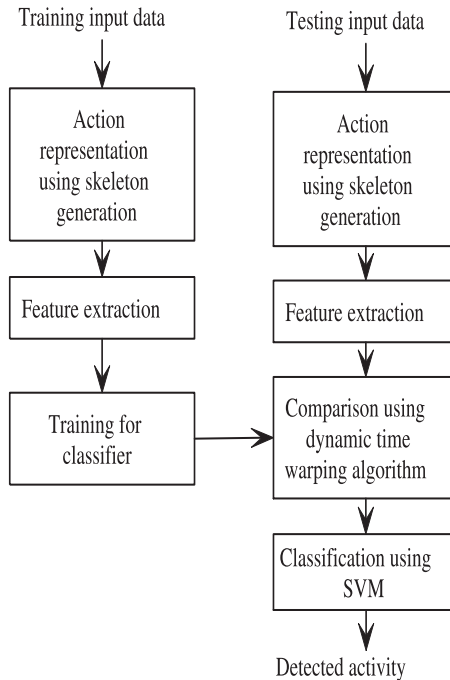 Training input data
Action
representation
using skeleton
generation
Feature extraction
Training for
classifier
Testing input data
Action
representation
using skeleton
generation
Feature extraction
Comparison using
dynamic time
warping algorithm
Classification using
SVM
Detected activity